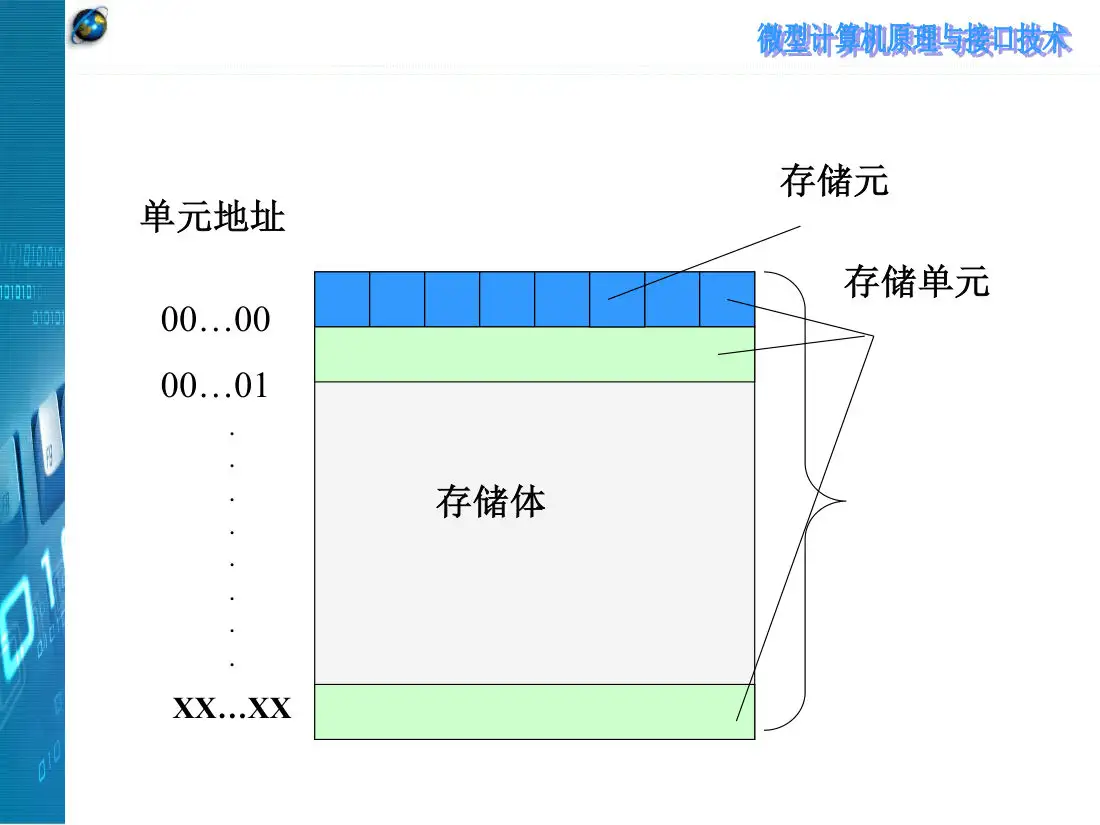 微型计算机原理与接口技术
存储元
单元地址
存储单元
00…00
00…01
.
.
.
.
.
.
.
.
存储体
XX…XX